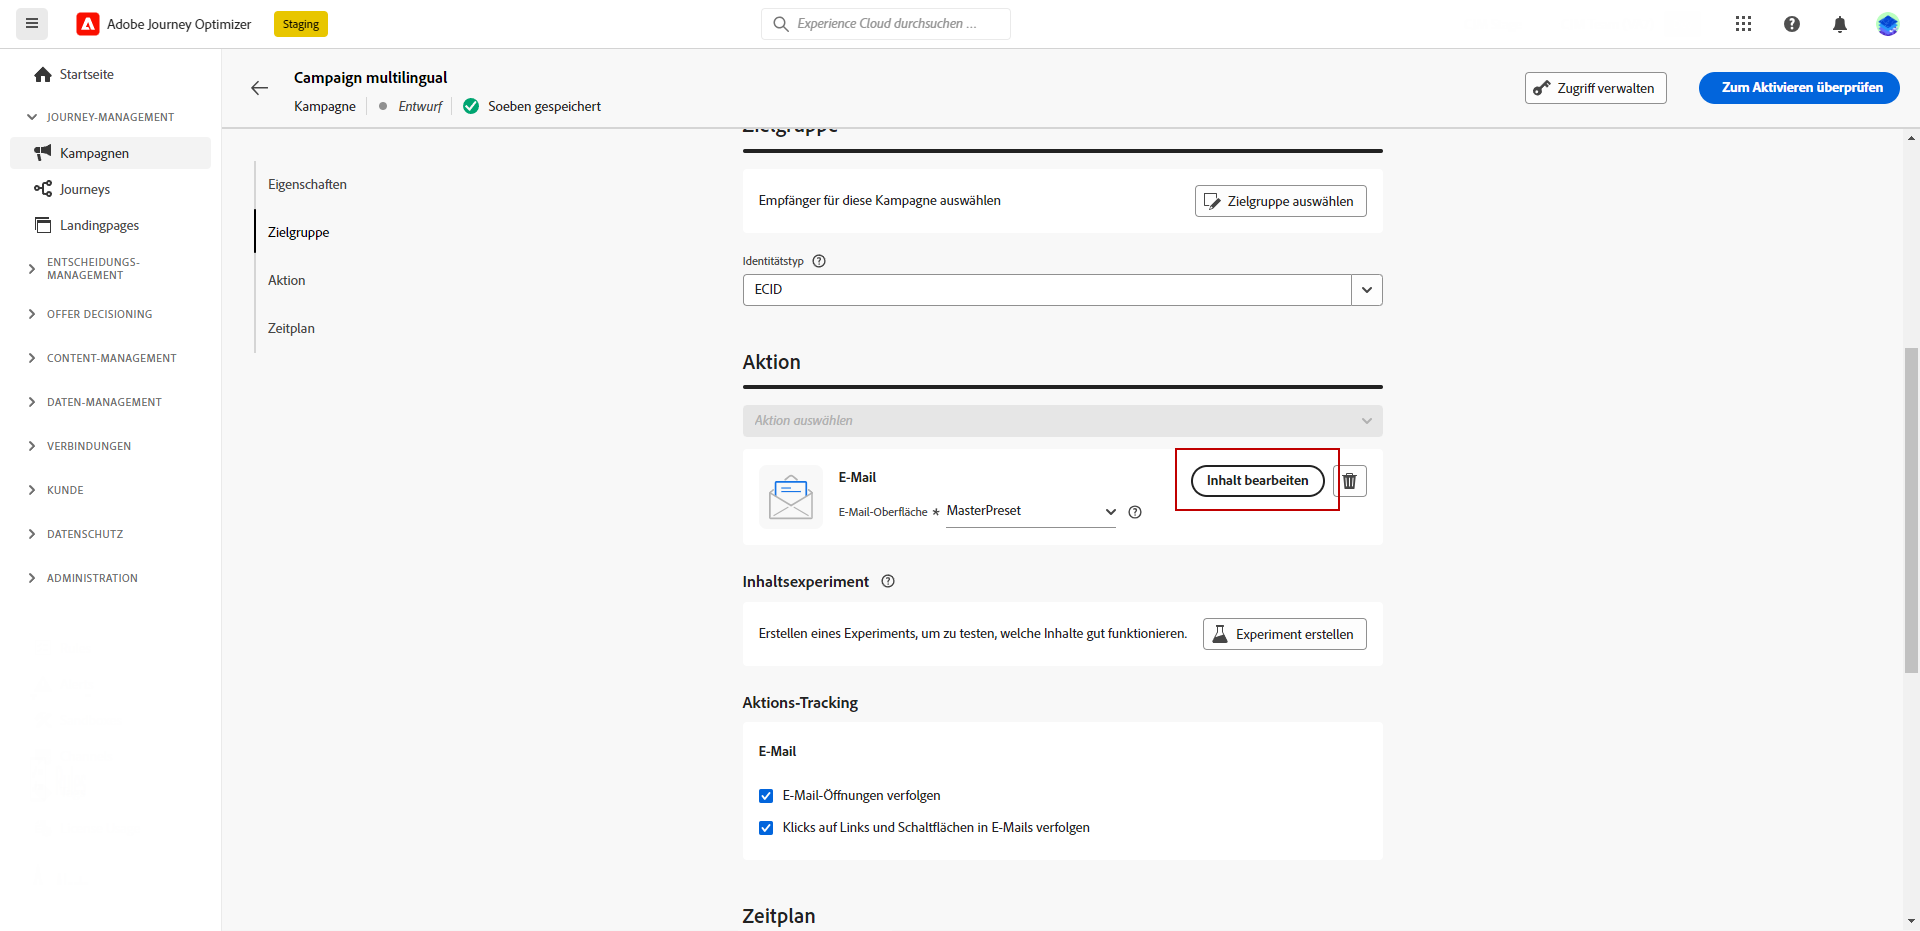 Adobe Journey Optimizer
Staging
Experience Cloud durchsuchen ...
Startseite
JOURNEY-MANAGEMENT
Kampagnen
Journeys
Landingpages
ENTSCHEIDUNGS-
MANAGEMENT
OFFER DECISIONING
CONTENT-MANAGEMENT
DATEN-MANAGEMENT
VERBINDUNGEN
KUNDE
DATENSCHUTZ
ADMINISTRATION
Campaign multilingual
Kampagne
Entwurf
Soeben gespeichert
Zugriff verwalten
Zum Aktivieren überprüfen
Eigenschaften
Zielgruppe
Aktion
Zeitplan
Zielgruppe
Empfänger für diese Kampagne auswählen
Zielgruppe auswählen
Identitätstyp
ECID
Aktion
Aktion auswählen
E-Mail
Inhalt bearbeiten
E-Mail-Oberfläche * MasterPreset
Inhaltsexperiment
Erstellen eines Experiments, um zu testen, welche Inhalte gut funktionieren.
Experiment erstellen
Aktions-Tracking
E-Mail
E-Mail-Öffnungen verfolgen
Klicks auf Links und Schaltflächen in E-Mails verfolgen
Zeitplan